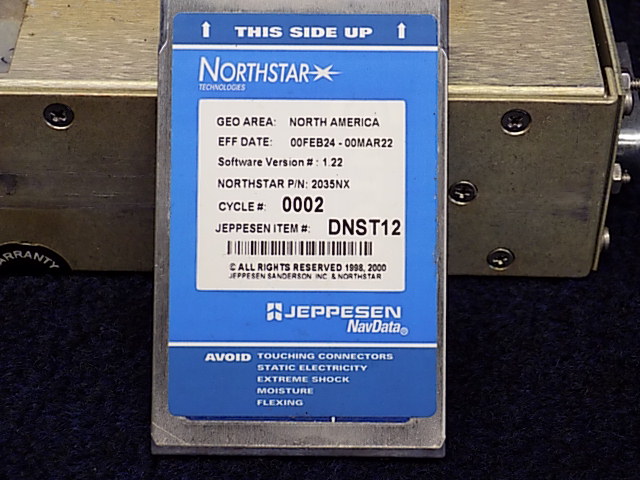 THIS SIDE UP
NORTHSTAR
TECHNOLOGIES
GEO AREA: NORTH AMERICA
EFF DATE: 00FEB24 - 00MAR22
Software Version # : 1.22
NORTHSTAR P/N: 2035NX
CYCLE #: 0002
JEPPESEN ITEM #: DNST12
© ALL RIGHTS RESERVED 1998, 2000
JEPPESEN SANDERSON, INC. & NORTHSTAR
JEPPESEN
NavData®
AVOID TOUCHING CONNECTORS
STATIC ELECTRICITY
EXTREME SHOCK
MOISTURE
FLEXING
WARRANTY